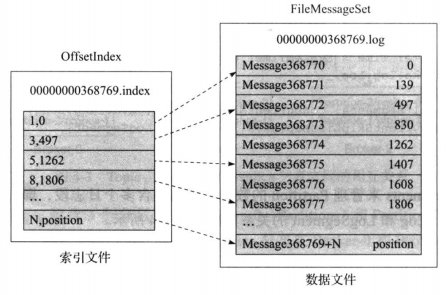 OffsetIndex
00000000368769.index
1,0
3,497
5,1262
8,1806
…
N,position
索引文件
FileMessageSet
00000000368769.log
Message368770 0
Message368771 139
Message368772 497
Message368773 830
Message368774 1262
Message368775 1407
Message368776 1608
Message368777 1806
…
Message368769+N position
数据文件